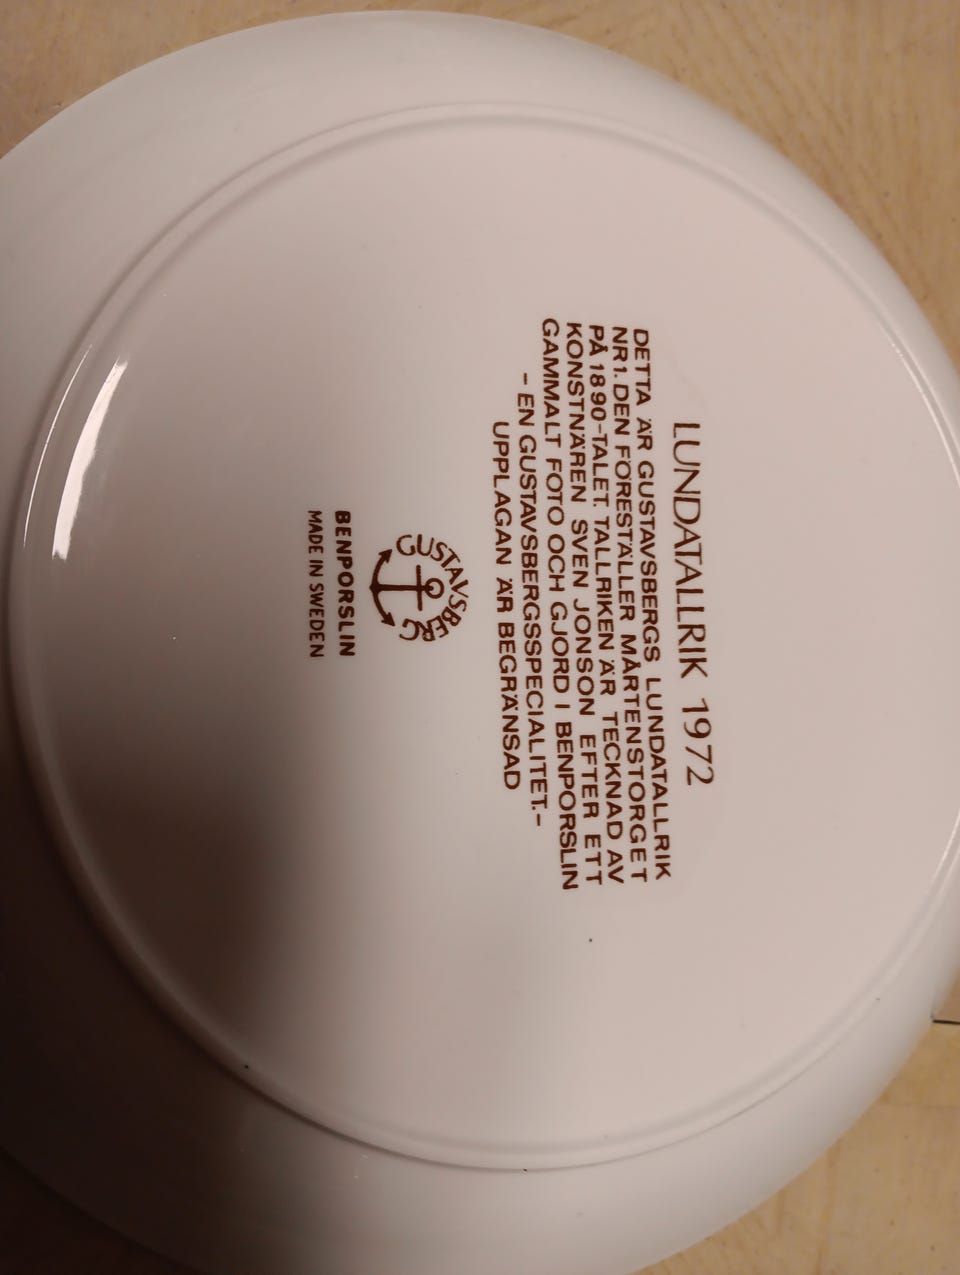 LUNDATALLRIK 1972
DETTA ÄR GUSTAVSBERGS LUNDATALLRIK
NR 1. DEN FÖRESTÄLLER MÅRTENSTORGET
PÅ 1890-TALET. TALLRIKEN ÄR TECKNAD AV
KONSTNÄREN SVEN JONSON EFTER ETT
GAMMALT FOTO OCH GJORD I BENPORSLIN
- EN GUSTAVSBERGSSPECIALITET.-
UPPLAGAN ÄR BEGRÄNSAD
GUSTAVSBERG
BENPORSLIN
MADE IN SWEDEN